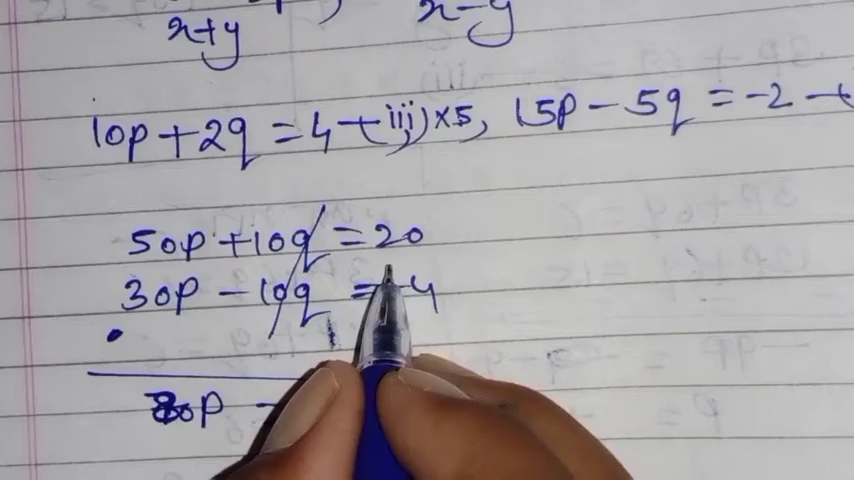 x+y x-y
10p + 2q = 4 - (iii) ×5, 15p - 5q = -2 - (
50p + 10q = 20
30p - 10q = -4
80p